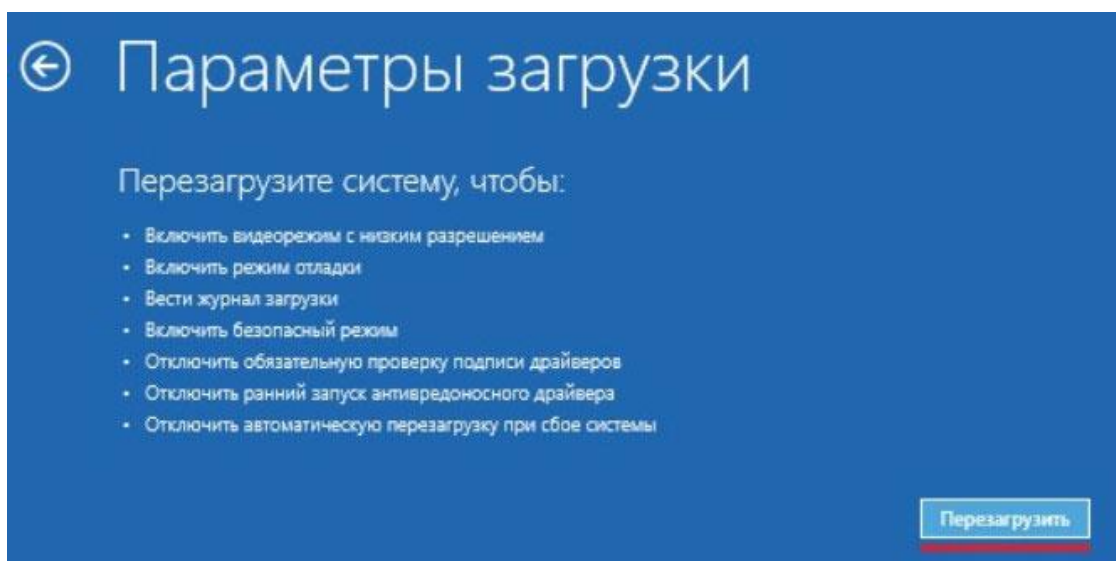 Параметры загрузки
Перезагрузите систему, чтобы:
• Включить видеорежим с низким разрешением
• Включить режим отладки
• Вести журнал загрузки
• Включить безопасный режим
• Отключить обязательную проверку подписи драйверов
• Отключить ранний запуск антивредоносного драйвера
• Отключить автоматическую перезагрузку при сбое системы
Перезагрузить